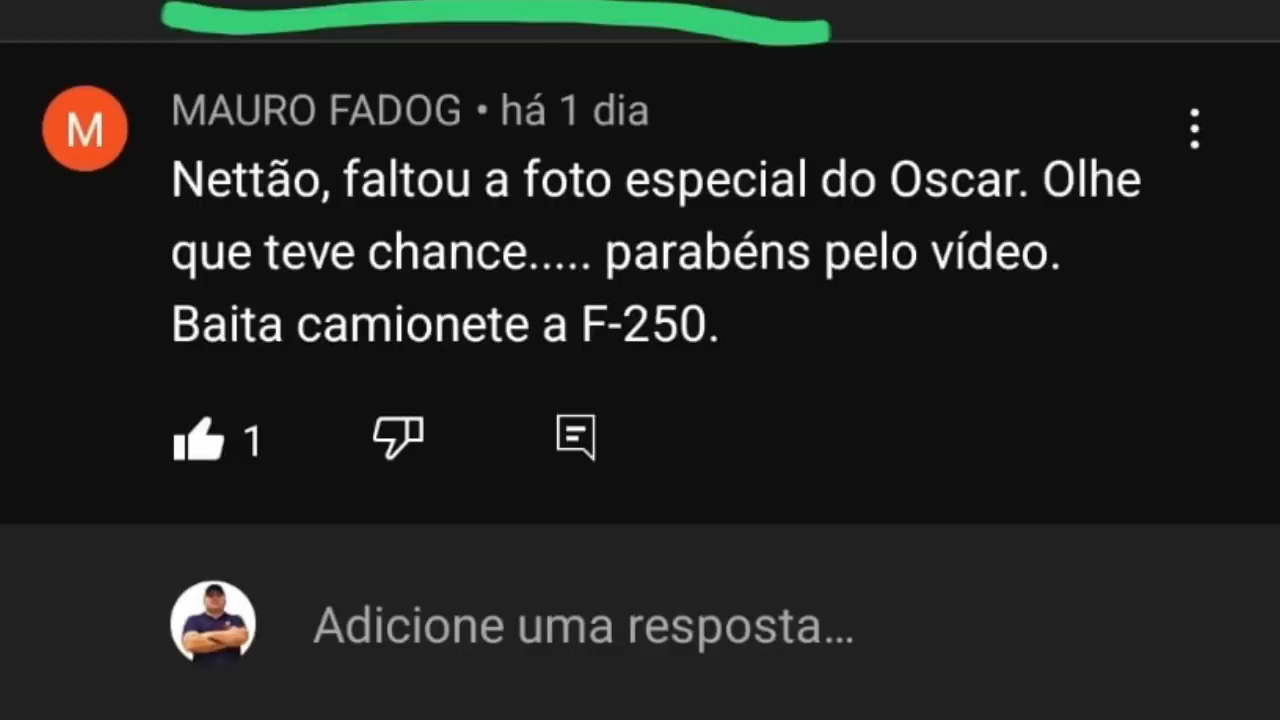 M
MAURO FADOG • há 1 dia
Nettão, faltou a foto especial do Oscar. Olhe
que teve chance..... parabéns pelo vídeo.
Baita camionete a F-250.
1
Adicione uma resposta...